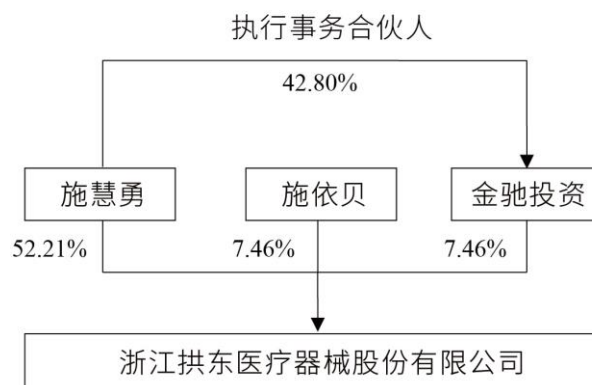 执行事务合伙人
42.80%
施慧勇
施依贝
金驰投资
52.21%
7.46%
7.46%
浙江拱东医疗器械股份有限公司